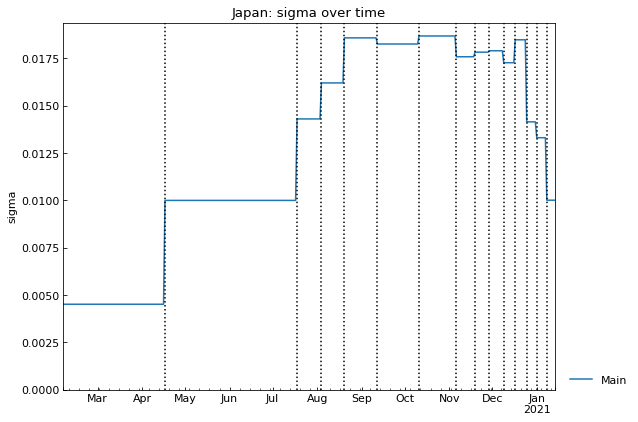 Japan: sigma over time
0.0175
0.0150
0.0125
0.0100
0.0075
0.0050
0.0025
0.0000
sigma
Mar Apr May Jun Jul Aug Sep Oct Nov Dec Jan
2021
Main